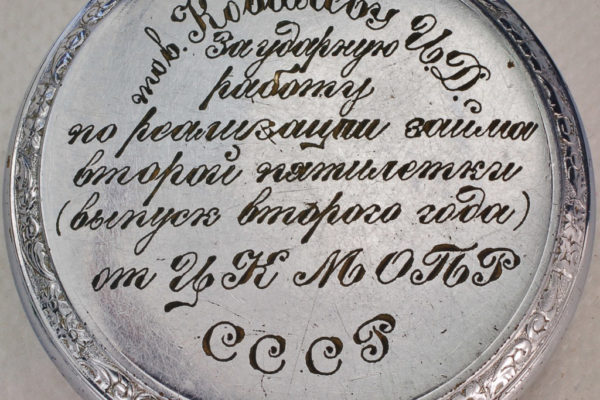 тов. Ковалеву И.Д.
За ударную
работу
по реализации займа
второй пятилетки
(выпуск второго года)
от ЦК МОПР
СССР